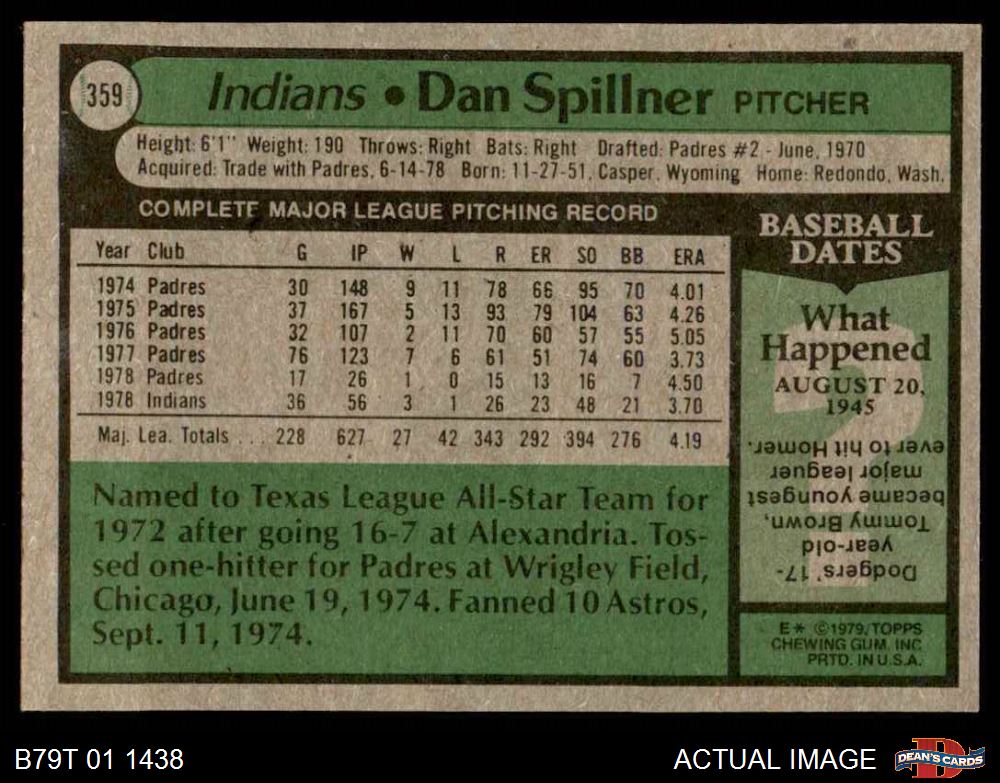 359
Indians • Dan Spillner PITCHER
Height: 6'1" Weight: 190 Throws: Right Bats: Right Drafted: Padres #2 - June, 1970
Acquired: Trade with Padres, 6-14-78 Born: 11-27-51, Casper, Wyoming Home: Redondo, Wash.
COMPLETE MAJOR LEAGUE PITCHING RECORD
Year Club G IP W L R ER SO BB ERA
1974 Padres 30 148 9 11 78 66 95 70 4.01
1975 Padres 37 167 5 13 93 79 104 63 4.26
1976 Padres 32 107 2 11 70 60 57 55 5.05
1977 Padres 76 123 7 6 61 51 74 60 3.73
1978 Padres 17 26 1 0 15 13 16 7 4.50
1978 Indians 36 56 3 1 26 23 48 21 3.70
Maj. Lea. Totals ... 228 627 27 42 343 292 394 276 4.19
Named to Texas League All-Star Team for
1972 after going 16-7 at Alexandria. Tos-
sed one-hitter for Padres at Wrigley Field,
Chicago, June 19, 1974. Fanned 10 Astros,
Sept. 11, 1974.
BASEBALL
DATES
What
Happened
AUGUST 20,
1945
?
Dodgers' 17-
year-old
Tommy Brown,
became youngest
major leaguer
ever to hit Homer.
E* ©1979, TOPPS
CHEWING GUM, INC
PRTD. IN U.S.A.
B79T 01 1438
ACTUAL IMAGE
D
DEAN'S CARDS